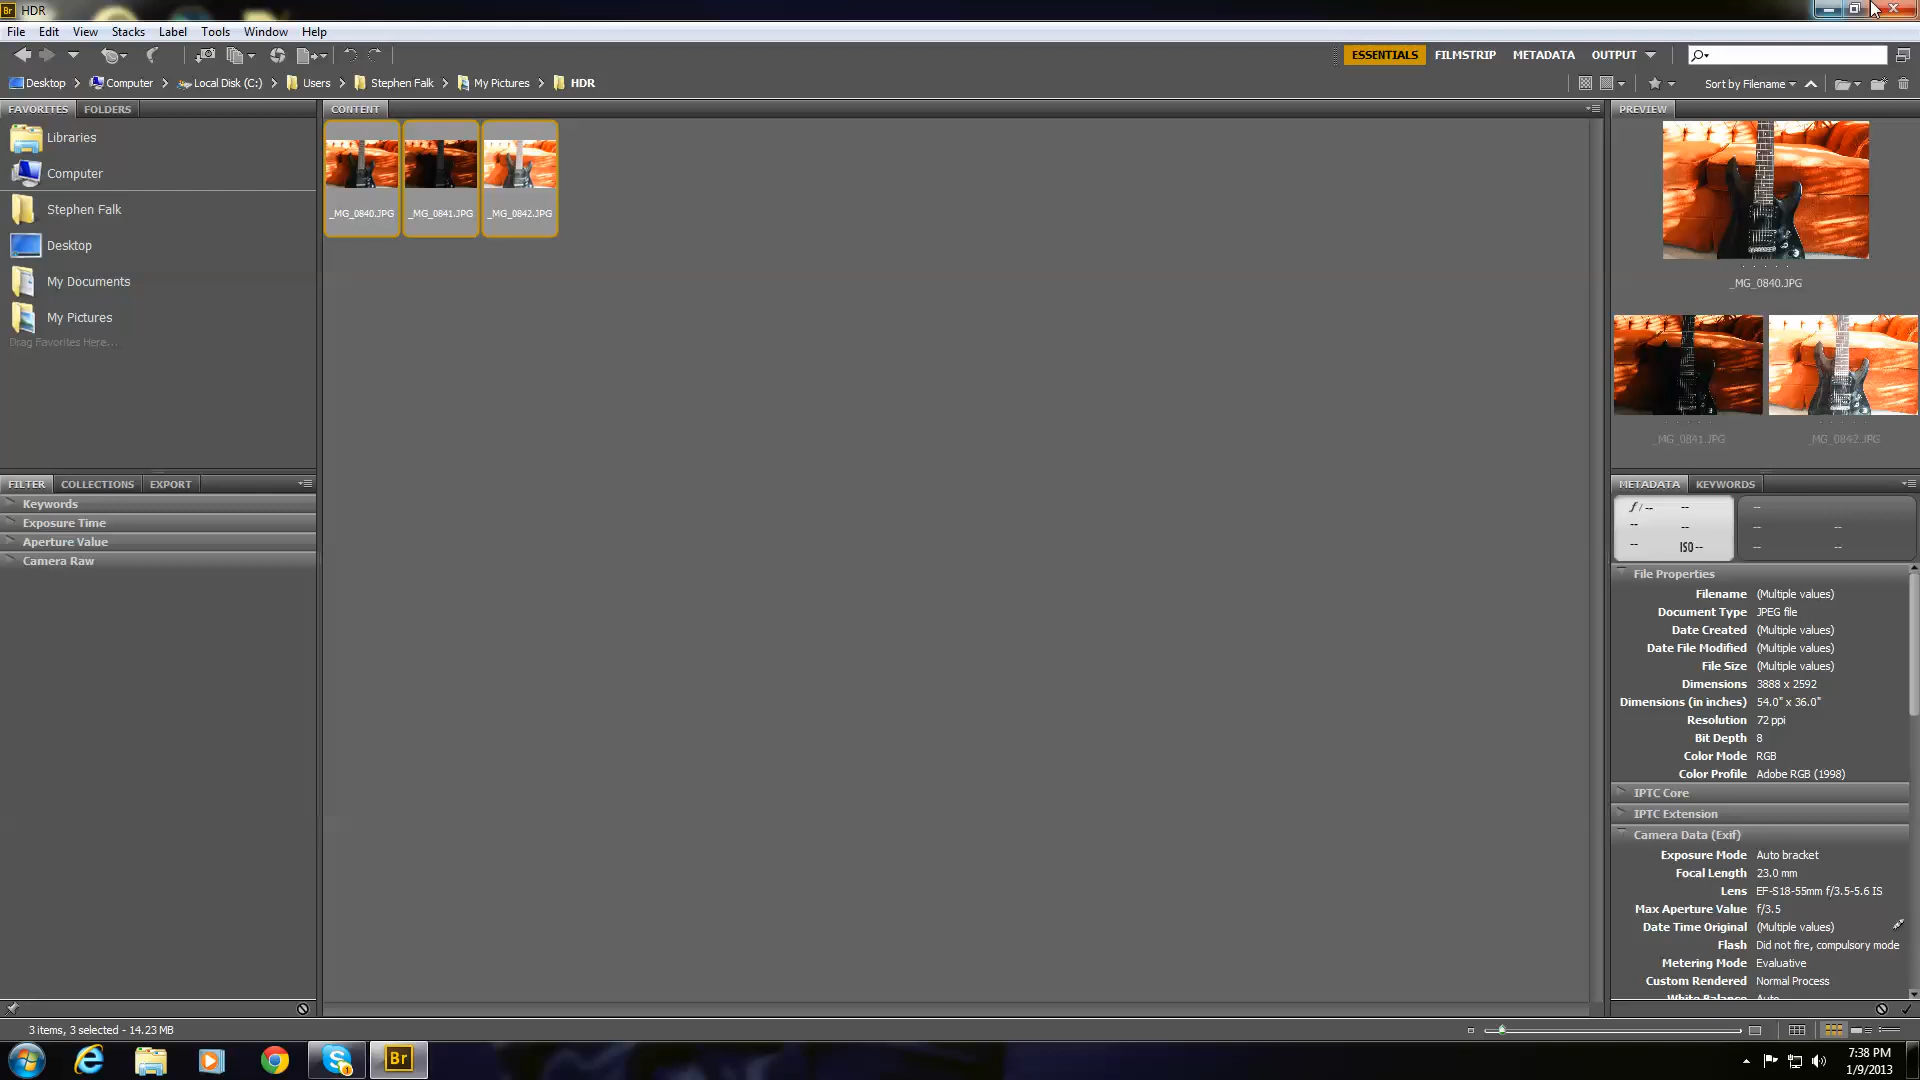 Br HDR
File Edit View Stacks Label Tools Window Help
ESSENTIALS FILMSTRIP METADATA OUTPUT
Desktop Computer Local Disk (C:) Users Stephen Falk My Pictures HDR
Sort by Filename
FAVORITES FOLDERS
Libraries
Computer
Stephen Falk
Desktop
My Documents
My Pictures
Drag Favorites Here...
FILTER COLLECTIONS EXPORT
Keywords
Exposure Time
Aperture Value
Camera Raw
CONTENT
_MG_0840.JPG _MG_0841.JPG _MG_0842.JPG
PREVIEW
_MG_0840.JPG
_MG_0841.JPG _MG_0842.JPG
METADATA KEYWORDS
f/-- -- --
-- -- -- --
-- ISO-- -- --
File Properties
Filename (Multiple values)
Document Type JPEG file
Date Created (Multiple values)
Date File Modified (Multiple values)
File Size (Multiple values)
Dimensions 3888 x 2592
Dimensions (in inches) 54.0" x 36.0"
Resolution 72 ppi
Bit Depth 8
Color Mode RGB
Color Profile Adobe RGB (1998)
IPTC Core
IPTC Extension
Camera Data (Exif)
Exposure Mode Auto bracket
Focal Length 23.0 mm
Lens EF-S18-55mm f/3.5-5.6 IS
Max Aperture Value f/3.5
Date Time Original (Multiple values)
Flash Did not fire, compulsory mode
Metering Mode Evaluative
Custom Rendered Normal Process
White Balance Auto
3 items, 3 selected - 14.23 MB
1 Br
7:38 PM
1/9/2013